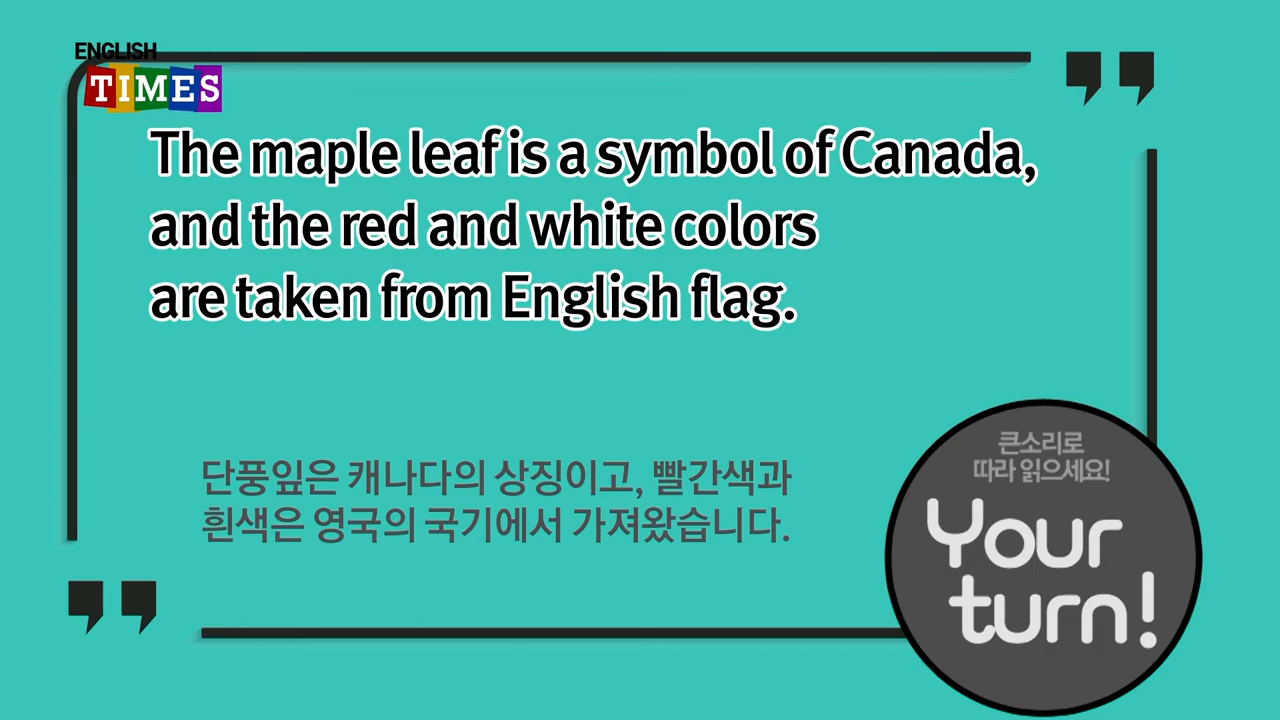 ENGLISH
TIMES
The maple leaf is a symbol of Canada,
and the red and white colors
are taken from English flag.
단풍잎은 캐나다의 상징이고, 빨간색과
흰색은 영국의 국기에서 가져왔습니다.
큰소리로
따라 읽으세요!
Your
turn!